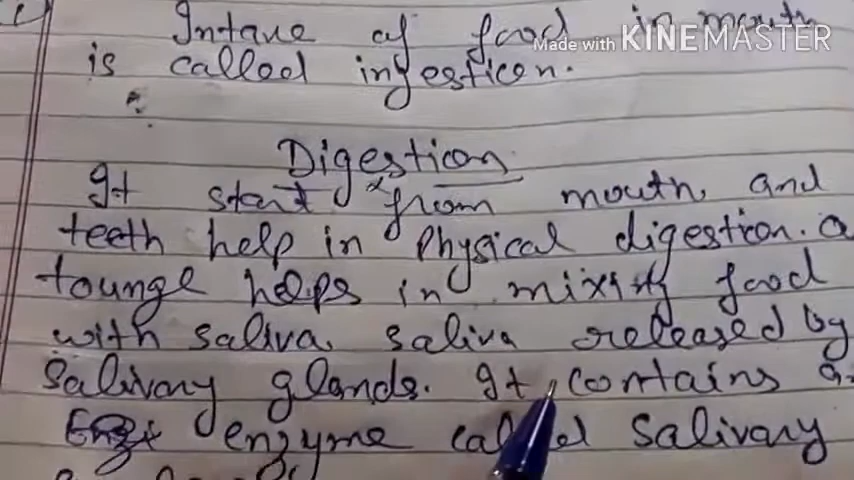 Intake of food in mouth
Made with KINEMASTER
is called ingestion.
Digestion
It start from mouth and
teeth help in Physical digestion.
tounge helps in mixing food
with saliva. saliva released by
Salivary glands. It contains
enzyme called Salivary